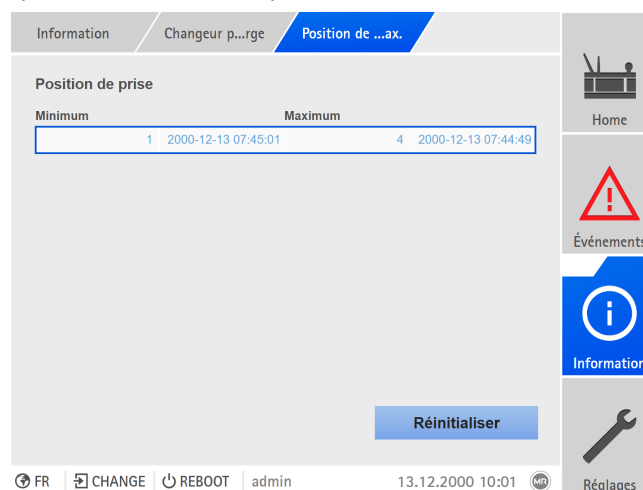 Information
Changeur p...rge
Position de ...ax.
Position de prise
Minimum Maximum
1 2000-12-13 07:45:01 4 2000-12-13 07:44:49
Réinitialiser
Home
Événements
Information
Réglages
FR CHANGE REBOOT admin 13.12.2000 10:01 MR